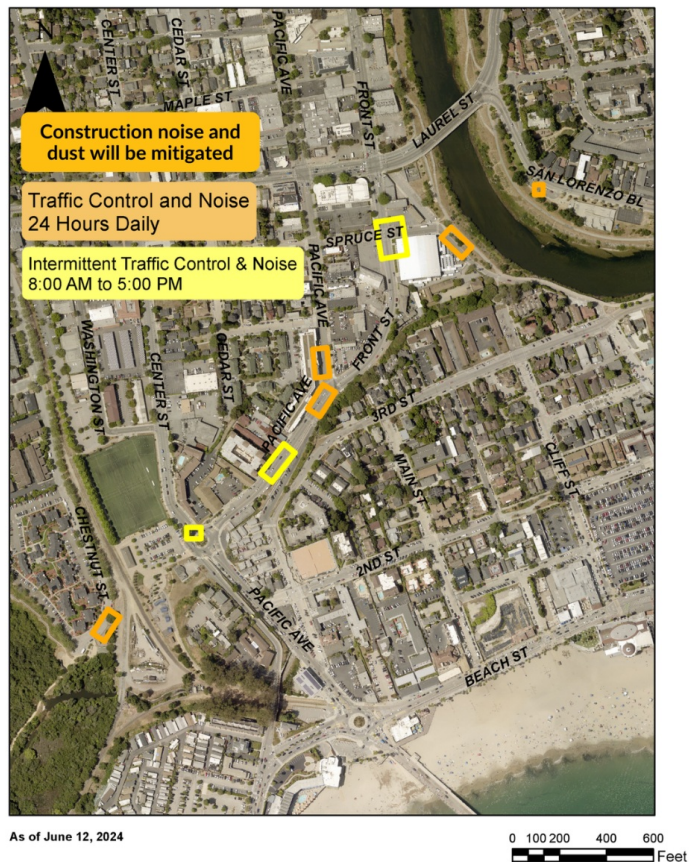 N
CENTER ST
CEDAR ST
PACIFIC AVE
MAPLE ST
FRONT ST
LAUREL ST
Construction noise and
dust will be mitigated
SAN LORENZO BL
Traffic Control and Noise
24 Hours Daily
SPRUCE ST
Intermittent Traffic Control & Noise
8:00 AM to 5:00 PM
PACIFIC AVE
WASHINGTON ST
CENTER ST
CEDAR ST
FRONT ST
PACIFIC AVE
3RD ST
MAIN ST
CLIFF ST
CHESTNUT ST
2ND ST
PACIFIC AVE
BEACH ST
As of June 12, 2024
0 100 200 400 600
Feet